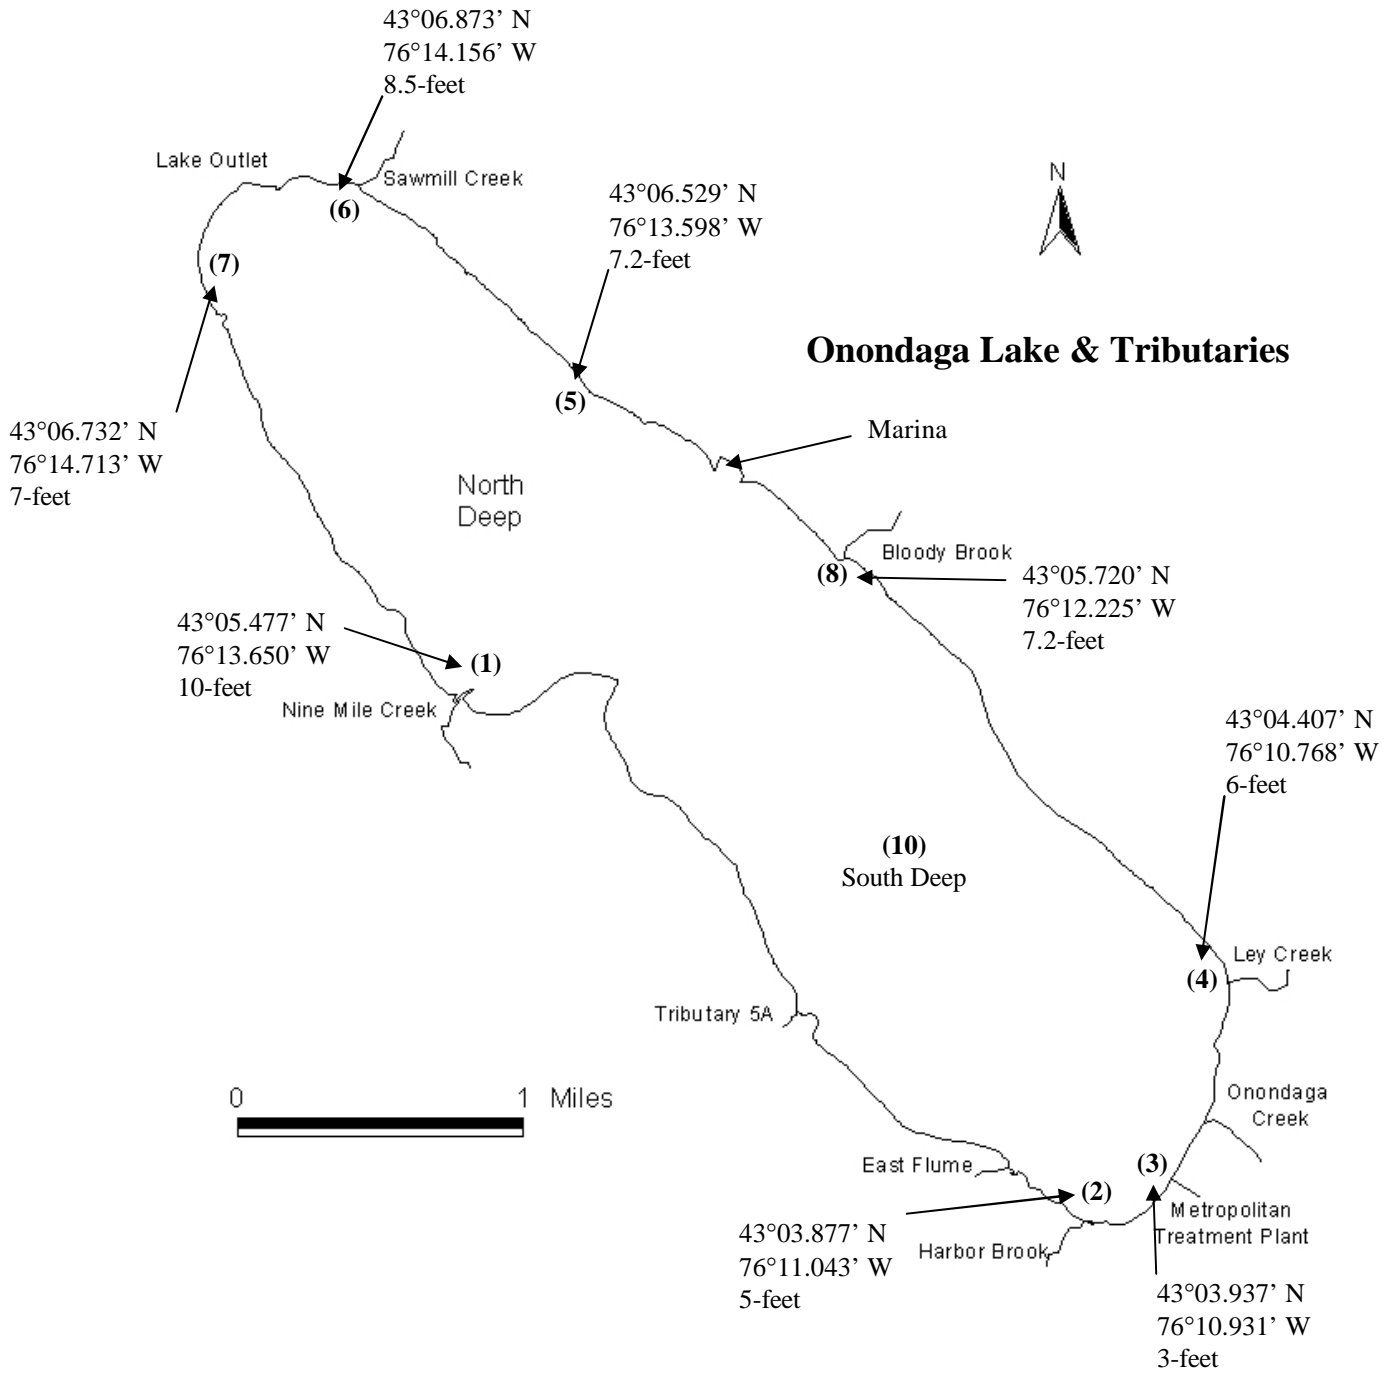 43°06.873’ N
76°14.156’ W
8.5-feet
Lake Outlet
Sawmill Creek
(6)
N
43°06.529’ N
76°13.598’ W
7.2-feet
(7)
Onondaga Lake & Tributaries
(5)
Marina
43°06.732’ N
76°14.713’ W
7-feet
North
Deep
Bloody Brook
(8)
43°05.720’ N
76°12.225’ W
7.2-feet
43°05.477’ N
76°13.650’ W
10-feet
(1)
Nine Mile Creek
43°04.407’ N
76°10.768’ W
6-feet
(10)
South Deep
Ley Creek
(4)
Tributary 5A
0 1 Miles
Onondaga
Creek
East Flume
(3)
(2)
Metropolitan
Treatment Plant
43°03.877’ N
76°11.043’ W
5-feet
Harbor Brook
43°03.937’ N
76°10.931’ W
3-feet